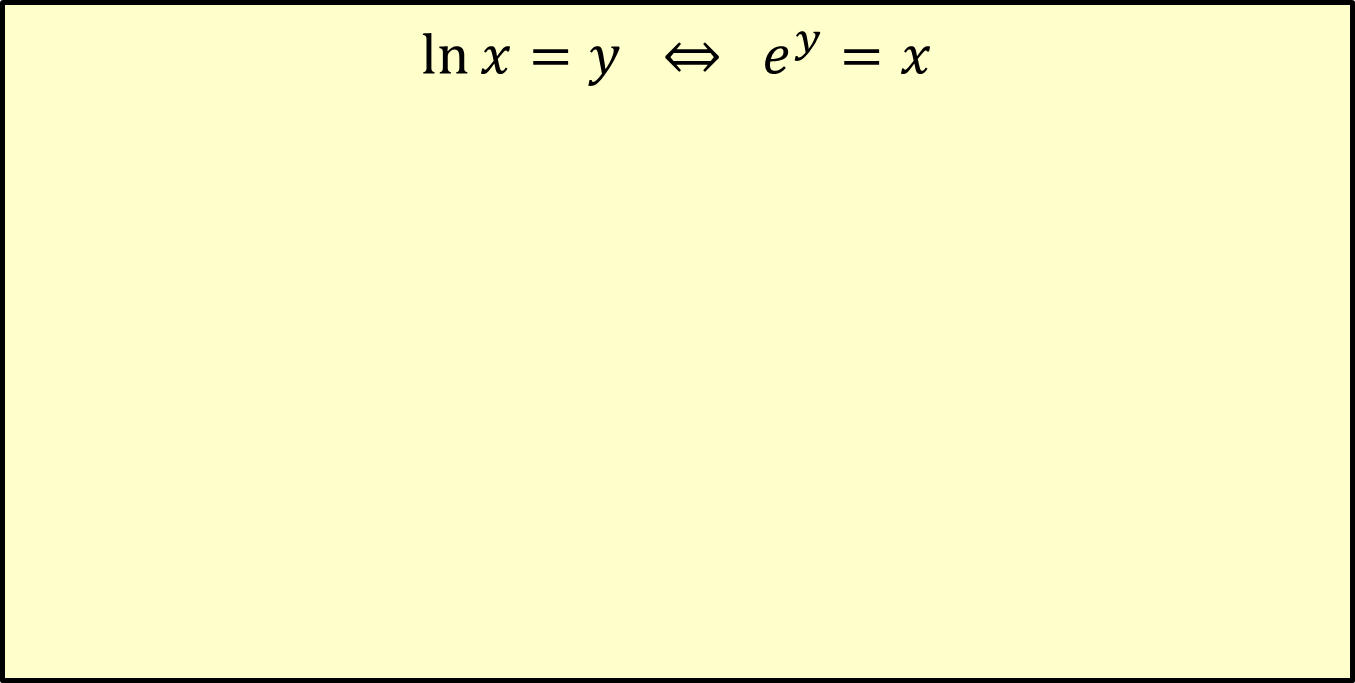 ln x = y ⇔ e^y = x